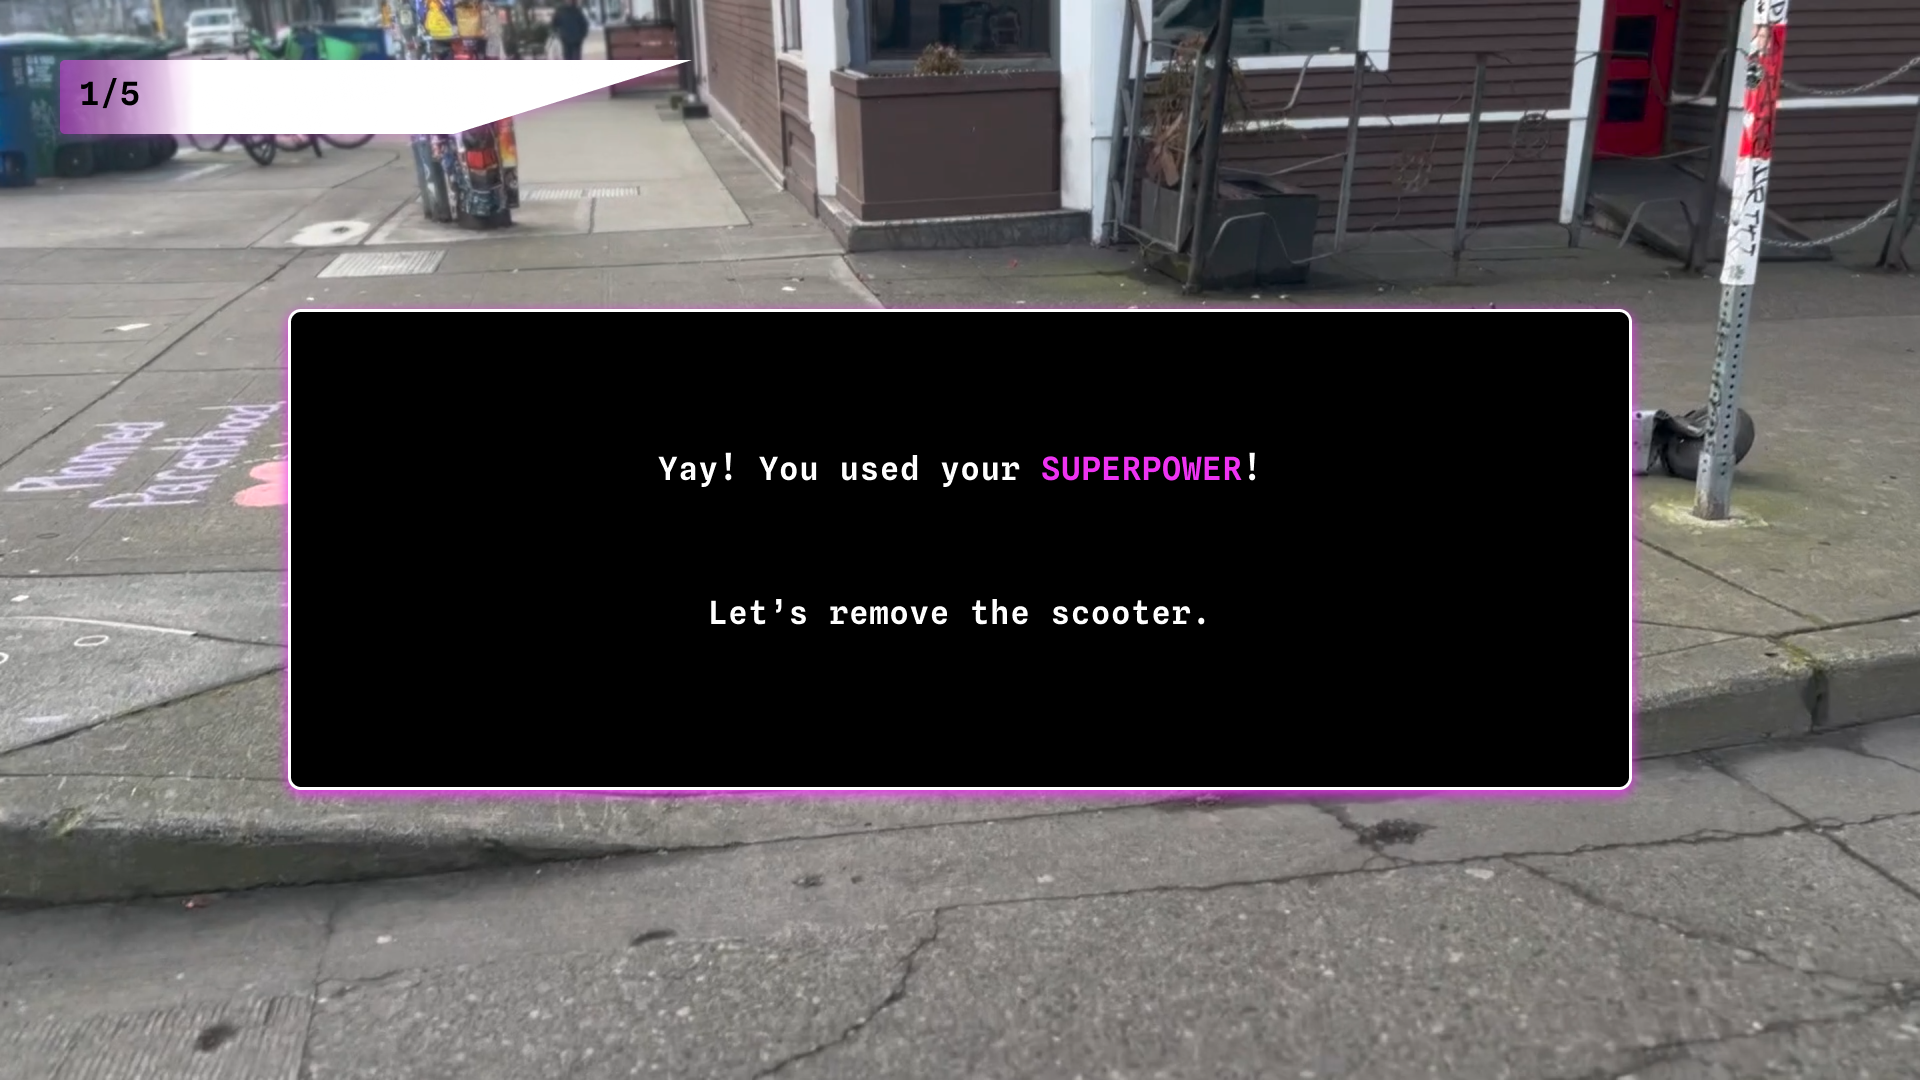 1/5
Yay! You used your SUPERPOWER!
Let’s remove the scooter.
Planned
Parenthood